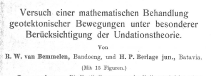 Versuch einer mathematischen Behandlung
geotektonischer Bewegungen unter besonderer
Berücksichtigung der Undationstheorie.
Von
R. W. van Bemmelen, Bandoeng, und H. P. Berlage jun., Batavia.
(Mit 15 Figuren.)